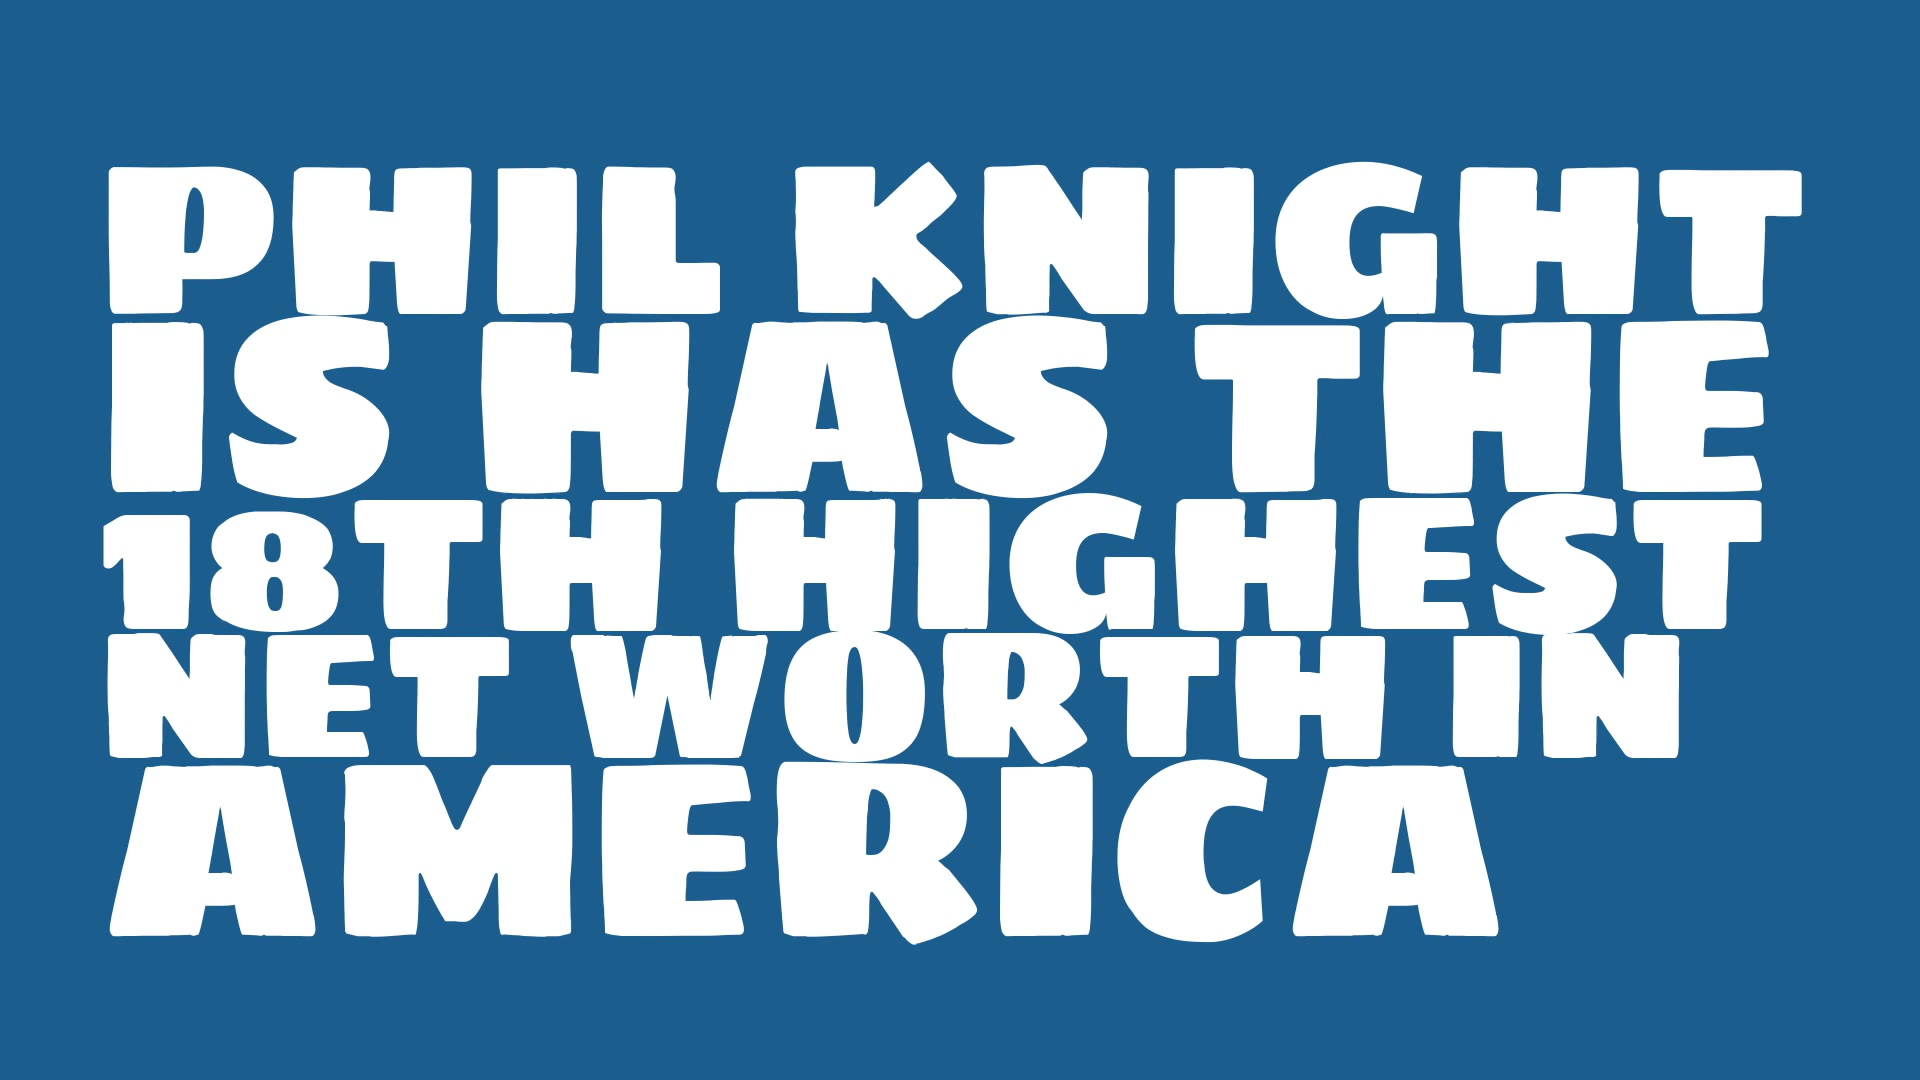 PHIL KNIGHT
IS HAS THE
18TH HIGHEST
NET WORTH IN
AMERICA